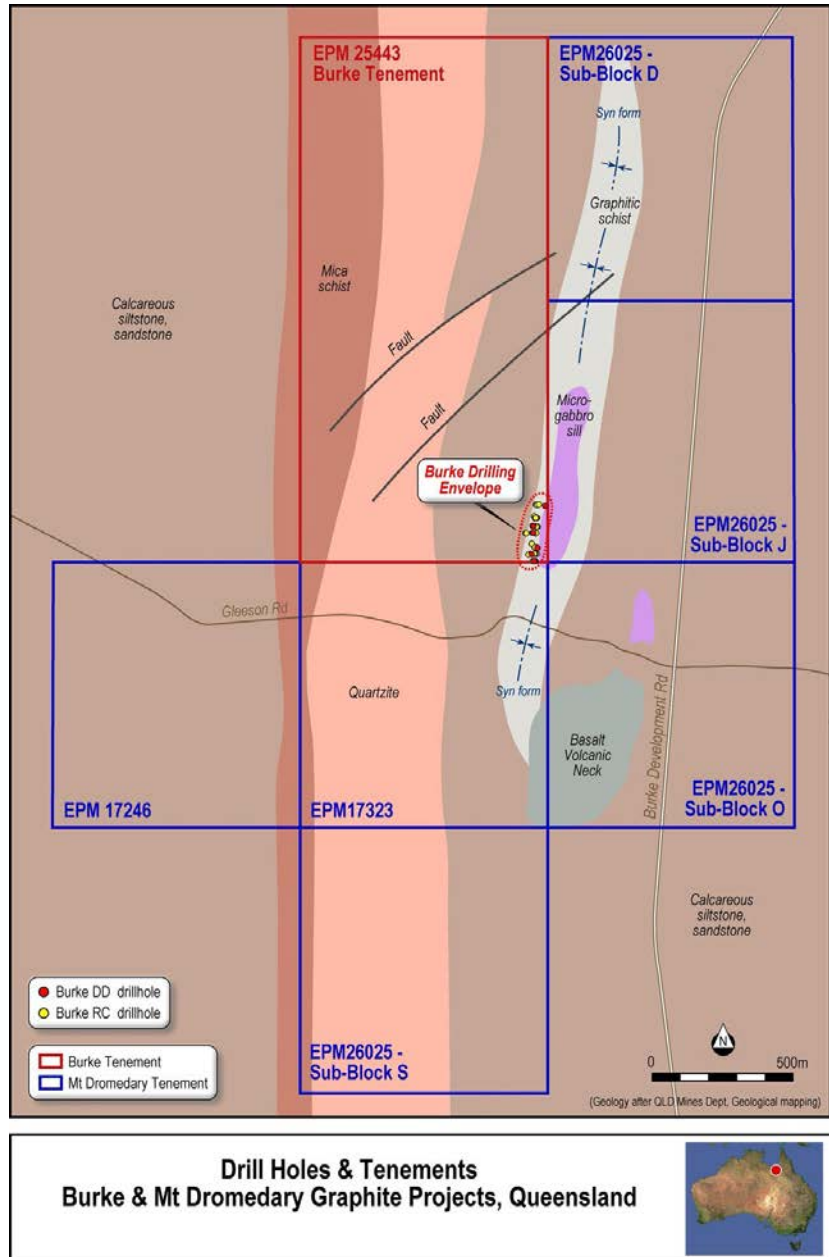 EPM 25443
Burke Tenement
EPM26025 -
Sub-Block D
Syn form
Graphitic
schist
Mica
schist
Calcareous
siltstone,
sandstone
Fault
Fault
Micro-
gabbro
sill
Burke Drilling
Envelope
EPM26025 -
Sub-Block J
Gleeson Rd
Quartzite
Syn form
Basalt
Volcanic
Neck
Burke Development Rd
EPM 17246
EPM17323
EPM26025 -
Sub-Block O
Calcareous
siltstone,
sandstone
Burke DD drillhole
Burke RC drillhole
Burke Tenement
Mt Dromedary Tenement
EPM26025 -
Sub-Block S
N
0 500m
(Geology after QLD Mines Dept. Geological mapping)
Drill Holes & Tenements
Burke & Mt Dromedary Graphite Projects, Queensland